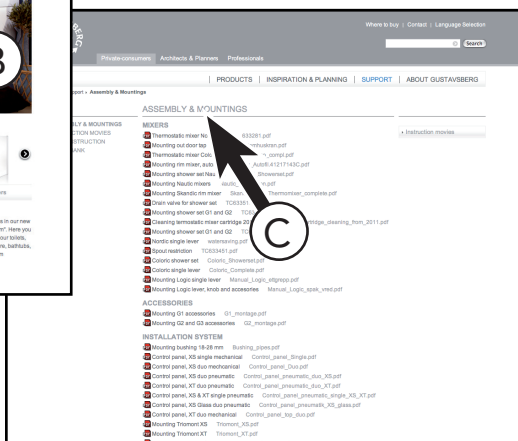 Where to buy | Contact | Language Selection
Search
Private-consumers Architects & Planners Professionals
PRODUCTS | INSPIRATION & PLANNING | SUPPORT | ABOUT GUSTAVSBERG
Assembly & Mountings
ASSEMBLY & MOUNTINGS
MIXERS
Instruction movies
Thermostatic mixer 633281.pdf
Mounting out door tap
Thermostatic mixer
Mounting rim mixer, auto
Mounting shower set
Mounting Nautic mixers
Mounting Skandic rim mixer Thermomixer_complete.pdf
Drain valve for shower set TC63351
Mounting shower set G1 and G2
Cleaning termostatic mixer cartridge
Mounting shower set G1 and G2
Nordic single lever watersaving.pdf
Spout restriction TC633451.pdf
Coloric shower set Coloric_Showerset.pdf
Coloric single lever Coloric_Complete.pdf
Mounting Logic single lever Manual_Logic_ettgrepp.pdf
Mounting Logic lever, knob and accesories Manual_Logic_spek_vred.pdf
C
ACCESSORIES
Mounting G1 accessories G1_montage.pdf
Mounting G2 and G3 accessories G2_montage.pdf
INSTALLATION SYSTEM
Mounting bushing 18-28 mm Bushing_pipes.pdf
Control panel, XS single mechanical Control_panel_Single.pdf
Control panel, XS duo mechcanical Control_panel_Duo.pdf
Control panel, XS duo pneumatic Control_panel_pneumatic_duo_XS.pdf
Control panel, XT duo pneumatic Control_panel_pneumatic_duo_XT.pdf
Control panel, XS & XT single pneumatic Control_panel_pneumatic_single_XS_XT.pdf
Control panel, XS Glass duo pneumatic Control_panel_pneumatik_XS_glass.pdf
Control panel, XT duo mechanical Control_panel_top_duo.pdf
Mounting Triomont XS Triomont_XS.pdf
Mounting Triomont XT Triomont_XT.pdf